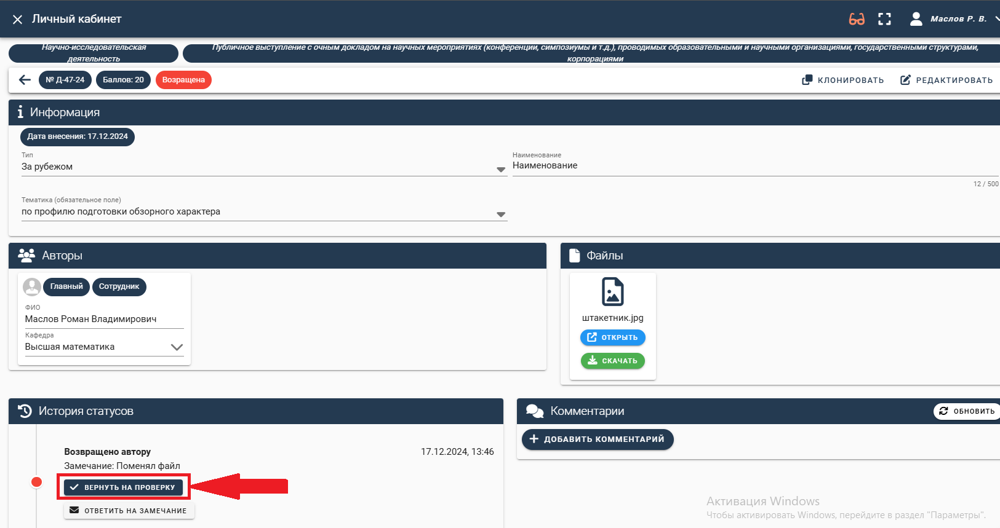 Личный кабинет
Маслов Р. В.
Научно-исследовательская
деятельность
Публичное выступление с очным докладом на научных мероприятиях (конференции, симпозиумы и т.д.), проводимых образовательными и научными организациями, государственными структурами,
корпорациями
№ Д-47-24
Баллов: 20
Возращена
КЛОНИРОВАТЬ
РЕДАКТИРОВАТЬ
Информация
Дата внесения: 17.12.2024
Тип
За рубежом
Наименование
Наименование
12 / 500
Тематика (обязательное поле)
по профилю подготовки обзорного характера
Авторы
Главный
Сотрудник
ФИО
Маслов Роман Владимирович
Кафедра
Высшая математика
Файлы
штакетник.jpg
ОТКРЫТЬ
СКАЧАТЬ
История статусов
Возвращено автору
17.12.2024, 13:46
Замечание: Поменял файл
ВЕРНУТЬ НА ПРОВЕРКУ
ОТВЕТИТЬ НА ЗАМЕЧАНИЕ
Комментарии
ОБНОВИТЬ
ДОБАВИТЬ КОММЕНТАРИЙ
Активация Windows
Чтобы активировать Windows, перейдите в раздел "Параметры".